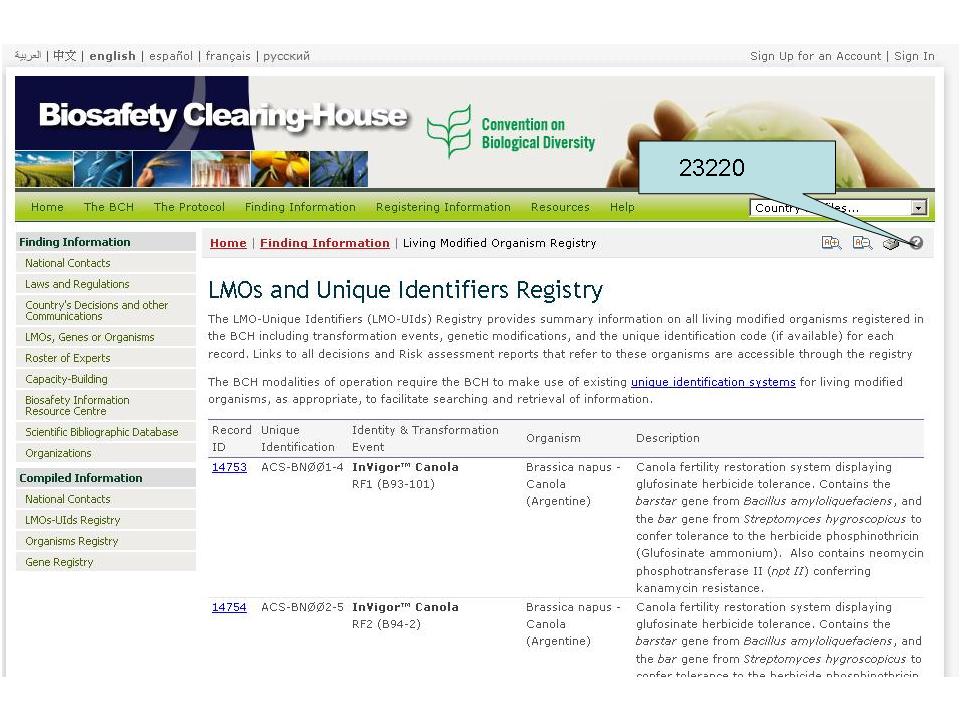 العربية | 中文 | english | español | français | русский
Sign Up for an Account | Sign In
Biosafety Clearing-House
Convention on
Biological Diversity
23220
Home The BCH The Protocol Finding Information Registering Information Resources Help
Country
Finding Information
National Contacts
Laws and Regulations
Country's Decisions and other
Communications
LMOs, Genes or Organisms
Roster of Experts
Capacity-Building
Biosafety Information
Resource Centre
Scientific Bibliographic Database
Organizations
Compiled Information
National Contacts
LMOs-UIds Registry
Organisms Registry
Gene Registry
Home | Finding Information | Living Modified Organism Registry
LMOs and Unique Identifiers Registry
The LMO-Unique Identifiers (LMO-UIds) Registry provides summary information on all living modified organisms registered in
the BCH including transformation events, genetic modifications, and the unique identification code (if available) for each
record. Links to all decisions and Risk assessment reports that refer to these organisms are accessible through the registry
The BCH modalities of operation require the BCH to make use of existing unique identification systems for living modified
organisms, as appropriate, to facilitate searching and retrieval of information.
Record
ID
Unique
Identification
Identity & Transformation
Event
Organism
Description
14753
ACS-BNØØ1-4
InVigor™ Canola
RF1 (B93-101)
Brassica napus -
Canola
(Argentine)
Canola fertility restoration system displaying
glufosinate herbicide tolerance. Contains the
barstar gene from Bacillus amyloliquefaciens, and
the bar gene from Streptomyces hygroscopicus to
confer tolerance to the herbicide phosphinothricin
(Glufosinate ammonium). Also contains neomycin
phosphotransferase II (npt II) conferring
kanamycin resistance.
14754
ACS-BNØØ2-5
InVigor™ Canola
RF2 (B94-2)
Brassica napus -
Canola
(Argentine)
Canola fertility restoration system displaying
glufosinate herbicide tolerance. Contains the
barstar gene from Bacillus amyloliquefaciens, and
the bar gene from Streptomyces hygroscopicus to
confer tolerance to the herbicide phosphinothricin